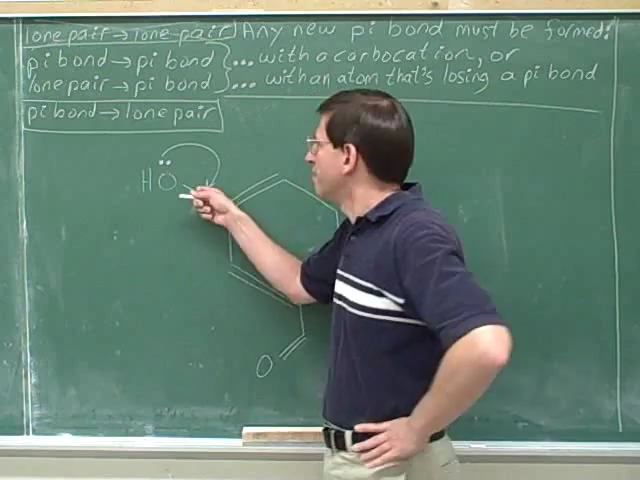 lone pair → lone pair Any new pi bond must be formed:
pi bond → pi bond } ... with a carbocation, or
lone pair → pi bond } ... with an atom that's losing a pi bond
pi bond → lone pair
HO
O